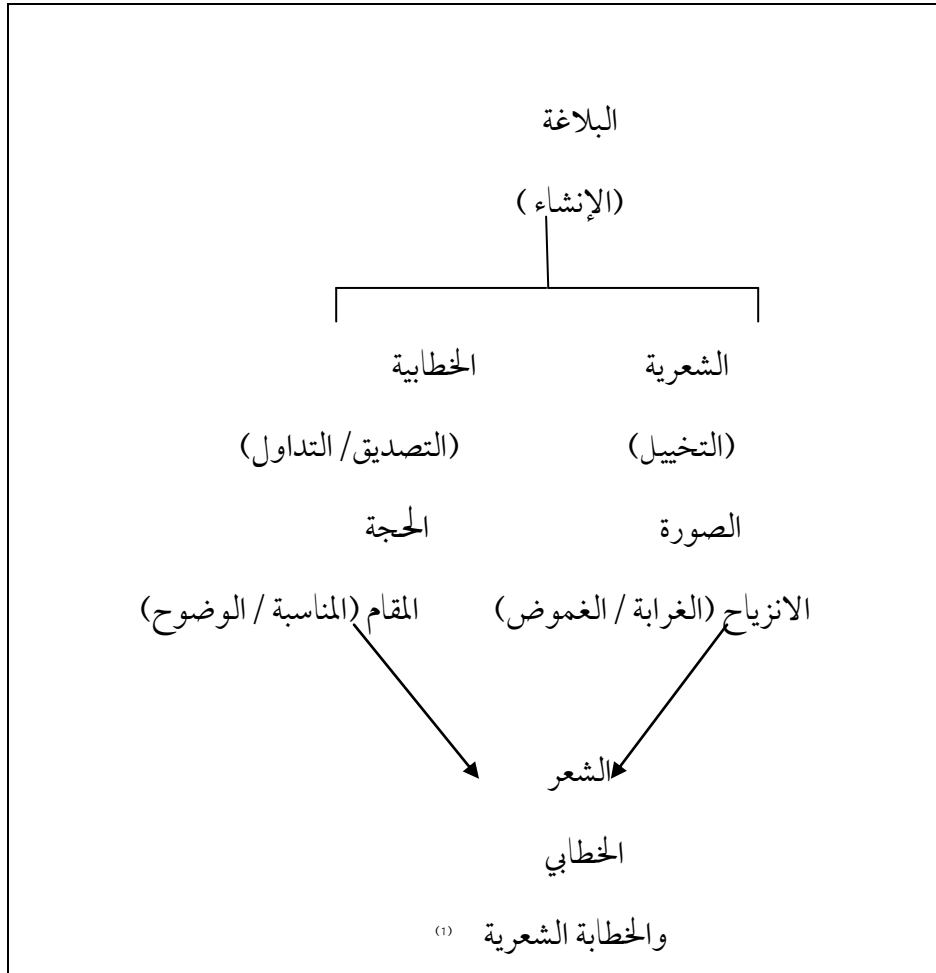 البلاغة
(الإنشاء)
الشعرية الخطابية
(التخييل) (التصديق / التداول)
الصورة الحجة
الانزياح (الغرابة / الغموض) المقام (المناسبة / الوضوح)
الشعر
الخطابي
والخطابة الشعرية (1)